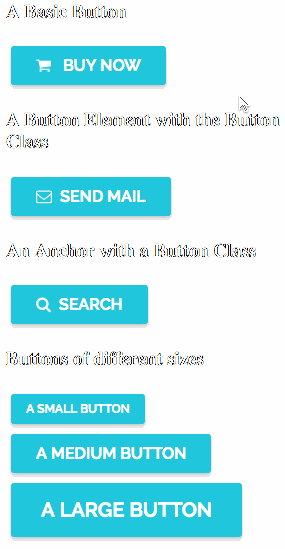 A Basic Button
BUY NOW
A Button Element with the Button
Class
SEND MAIL
An Anchor with a Button Class
SEARCH
Buttons of different sizes
A SMALL BUTTON
A MEDIUM BUTTON
A LARGE BUTTON